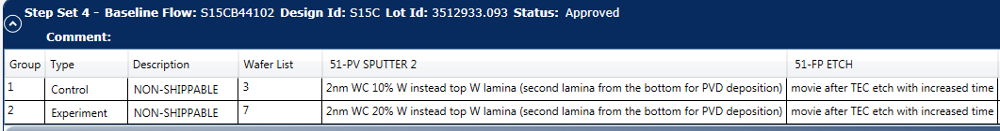 Step Set 4 - Baseline Flow: S15CB44102 Design Id: S15C Lot Id: 3512933.093 Status: Approved
Comment:
Group Type Description Wafer List 51-PV SPUTTER 2 51-FP ETCH
1 Control NON-SHIPPABLE 3 2nm WC 10% W instead top W lamina (second lamina from the bottom for PVD deposition) movie after TEC etch with increased time
2 Experiment NON-SHIPPABLE 7 2nm WC 20% W instead top W lamina (second lamina from the bottom for PVD deposition) movie after TEC etch with increased time